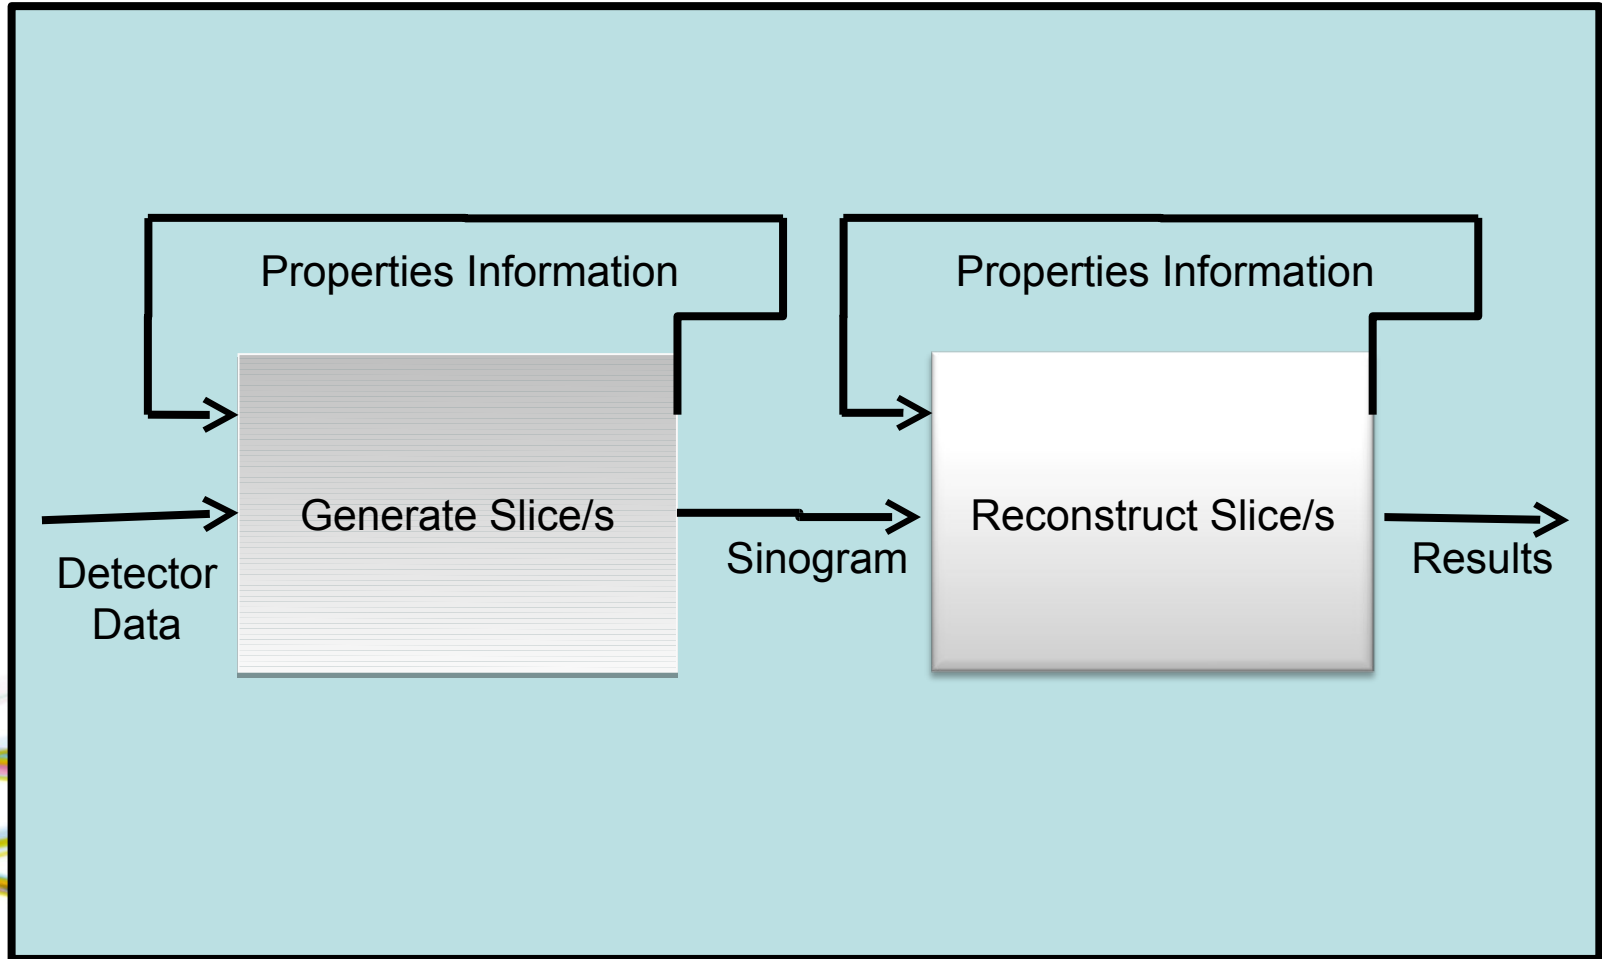 Properties Information
Properties Information
Generate Slice/s
Reconstruct Slice/s
Detector
Data
Sinogram
Results